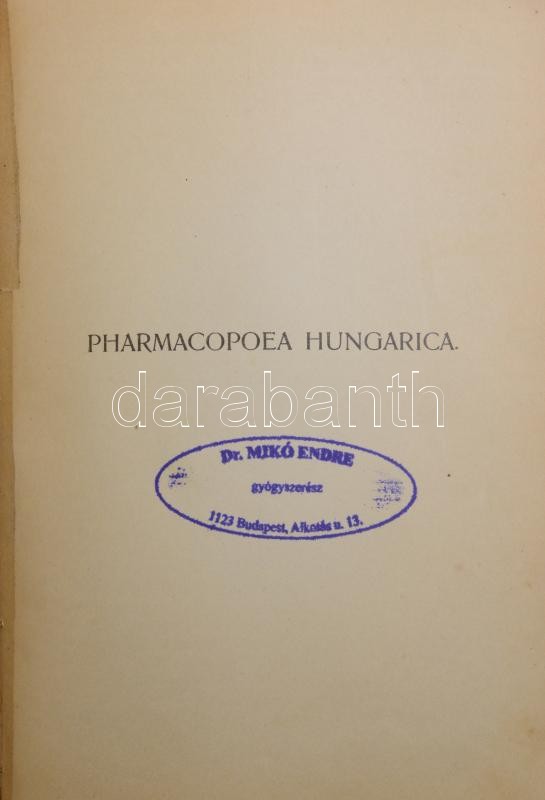 PHARMACOPOEA HUNGARICA.
darabanth
Dr. MIKÓ ENDRE
gyógyszerész
1123 Budapest, Alkotás u. 13.